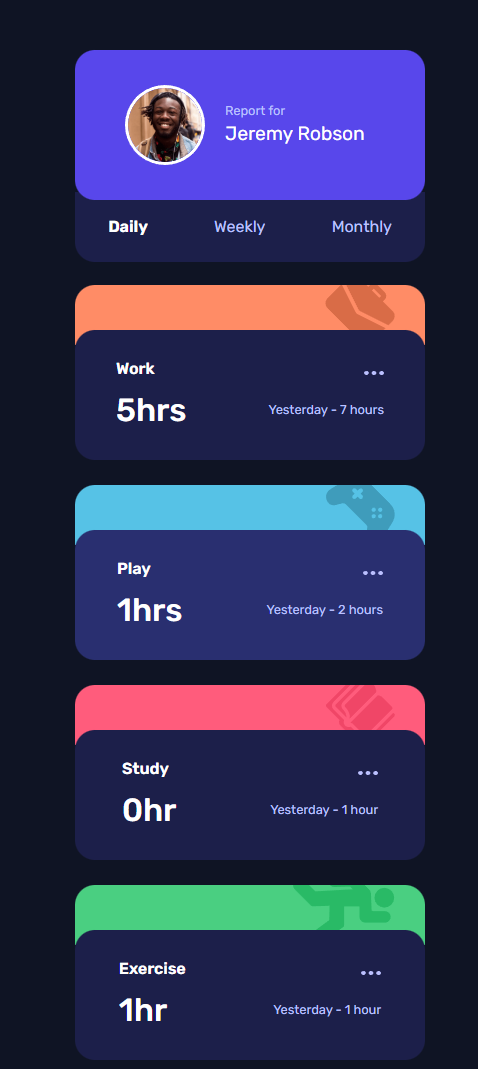 Report for
Jeremy Robson
Daily Weekly Monthly
Work
5hrs Yesterday - 7 hours
Play
1hrs Yesterday - 2 hours
Study
0hr Yesterday - 1 hour
Exercise
1hr Yesterday - 1 hour